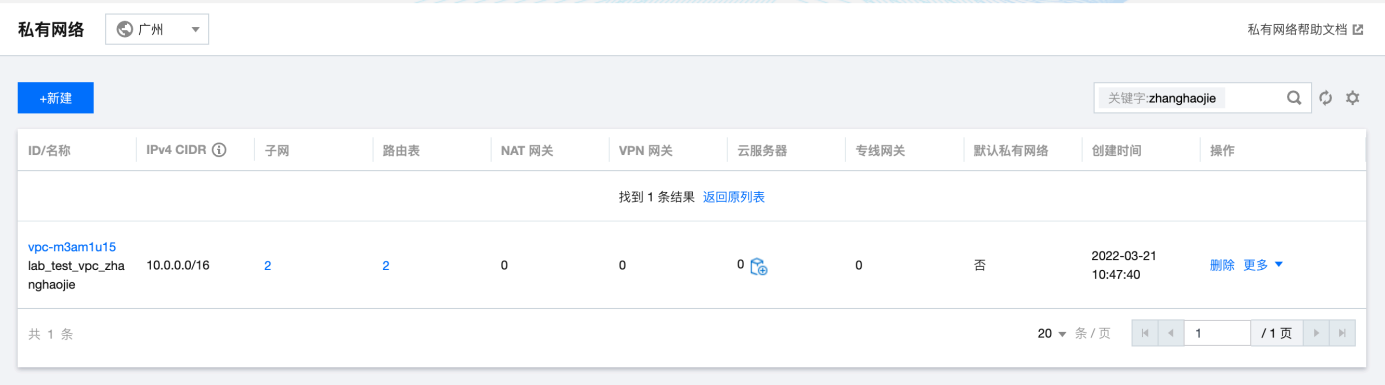 私有网络 广州 私有网络帮助文档
+新建 关键字:zhanghaojie
ID/名称 IPv4 CIDR 子网 路由表 NAT 网关 VPN 网关 云服务器 专线网关 默认私有网络 创建时间 操作
找到 1 条结果 返回原列表
vpc-m3am1u15
lab_test_vpc_zha
nghaojie
10.0.0.0/16 2 2 0 0 0 0 否
2022-03-21
10:47:40
删除 更多
共 1 条 20 条 / 页 1 / 1 页